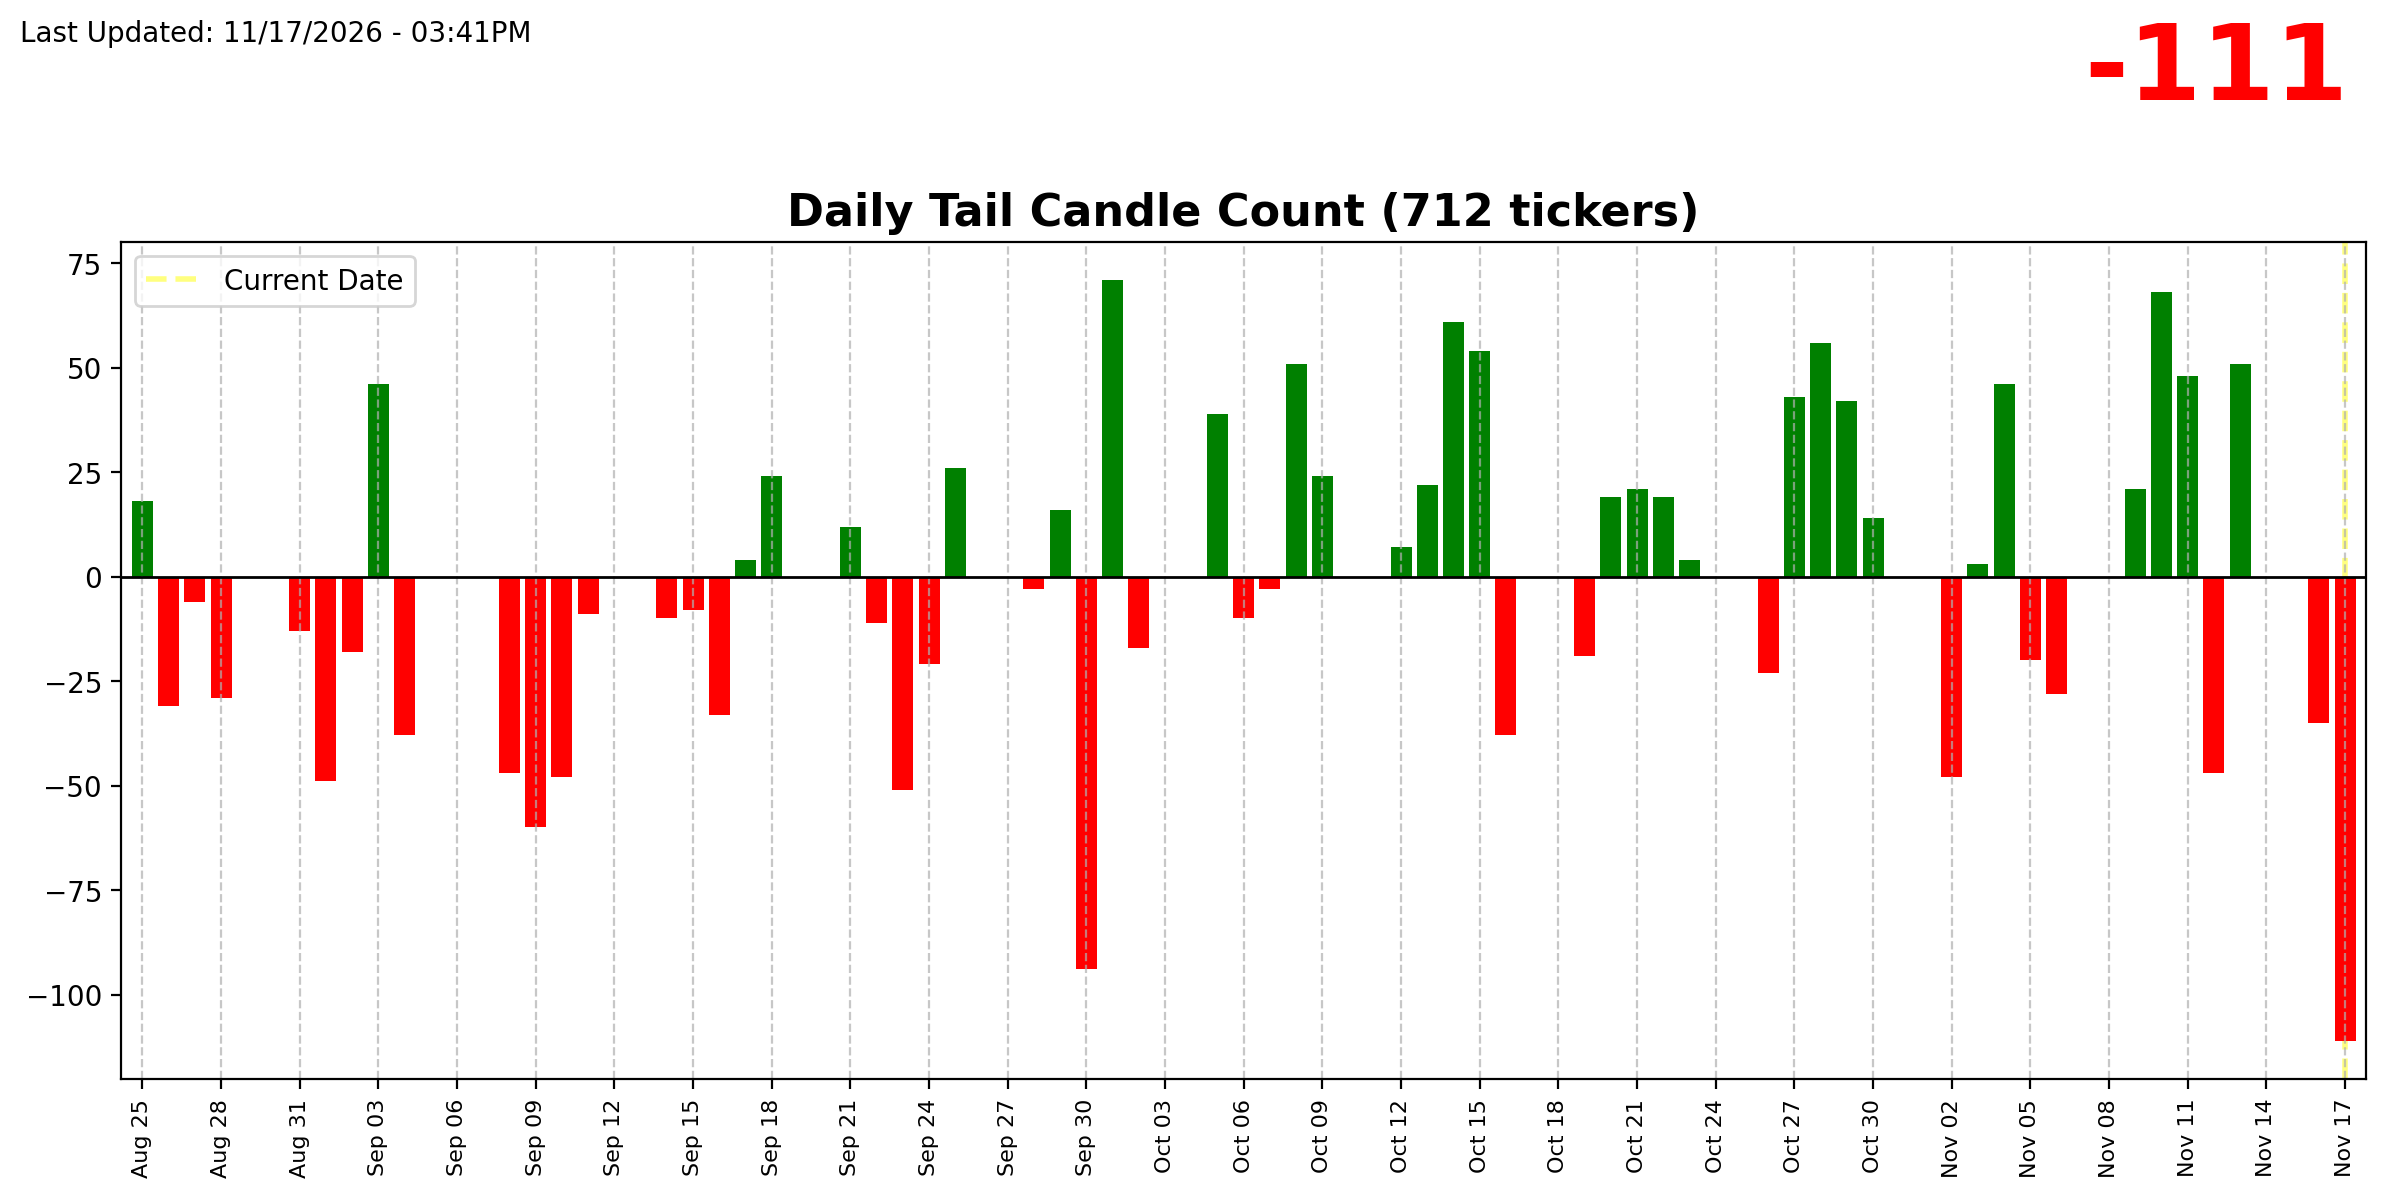 Last Updated: 11/17/2026 - 03:41PM
-111
Daily Tail Candle Count (712 tickers)
Current Date
75
50
25
0
−25
−50
−75
−100
Aug 25
Aug 28
Aug 31
Sep 03
Sep 06
Sep 09
Sep 12
Sep 15
Sep 18
Sep 21
Sep 24
Sep 27
Sep 30
Oct 03
Oct 06
Oct 09
Oct 12
Oct 15
Oct 18
Oct 21
Oct 24
Oct 27
Oct 30
Nov 02
Nov 05
Nov 08
Nov 11
Nov 14
Nov 17